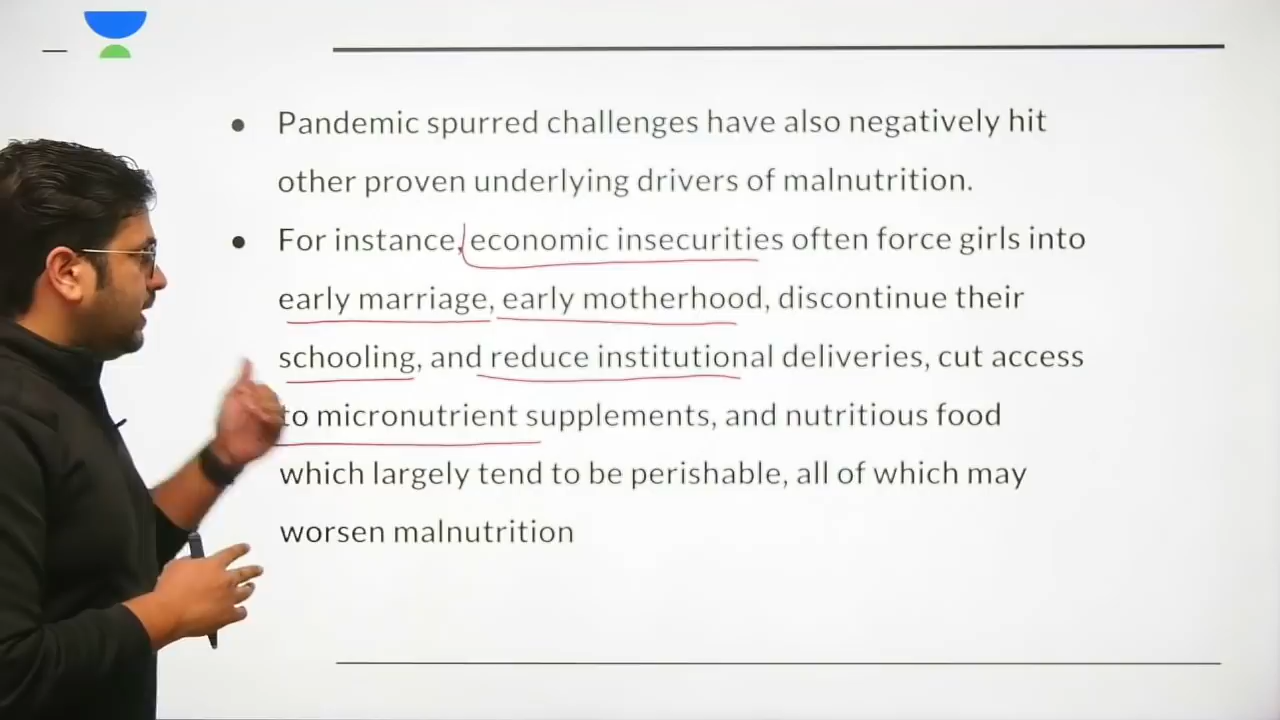 Pandemic spurred challenges have also negatively hit
other proven underlying drivers of malnutrition.
For instance, economic insecurities often force girls into
early marriage, early motherhood, discontinue their
schooling, and reduce institutional deliveries, cut access
to micronutrient supplements, and nutritious food
which largely tend to be perishable, all of which may
worsen malnutrition